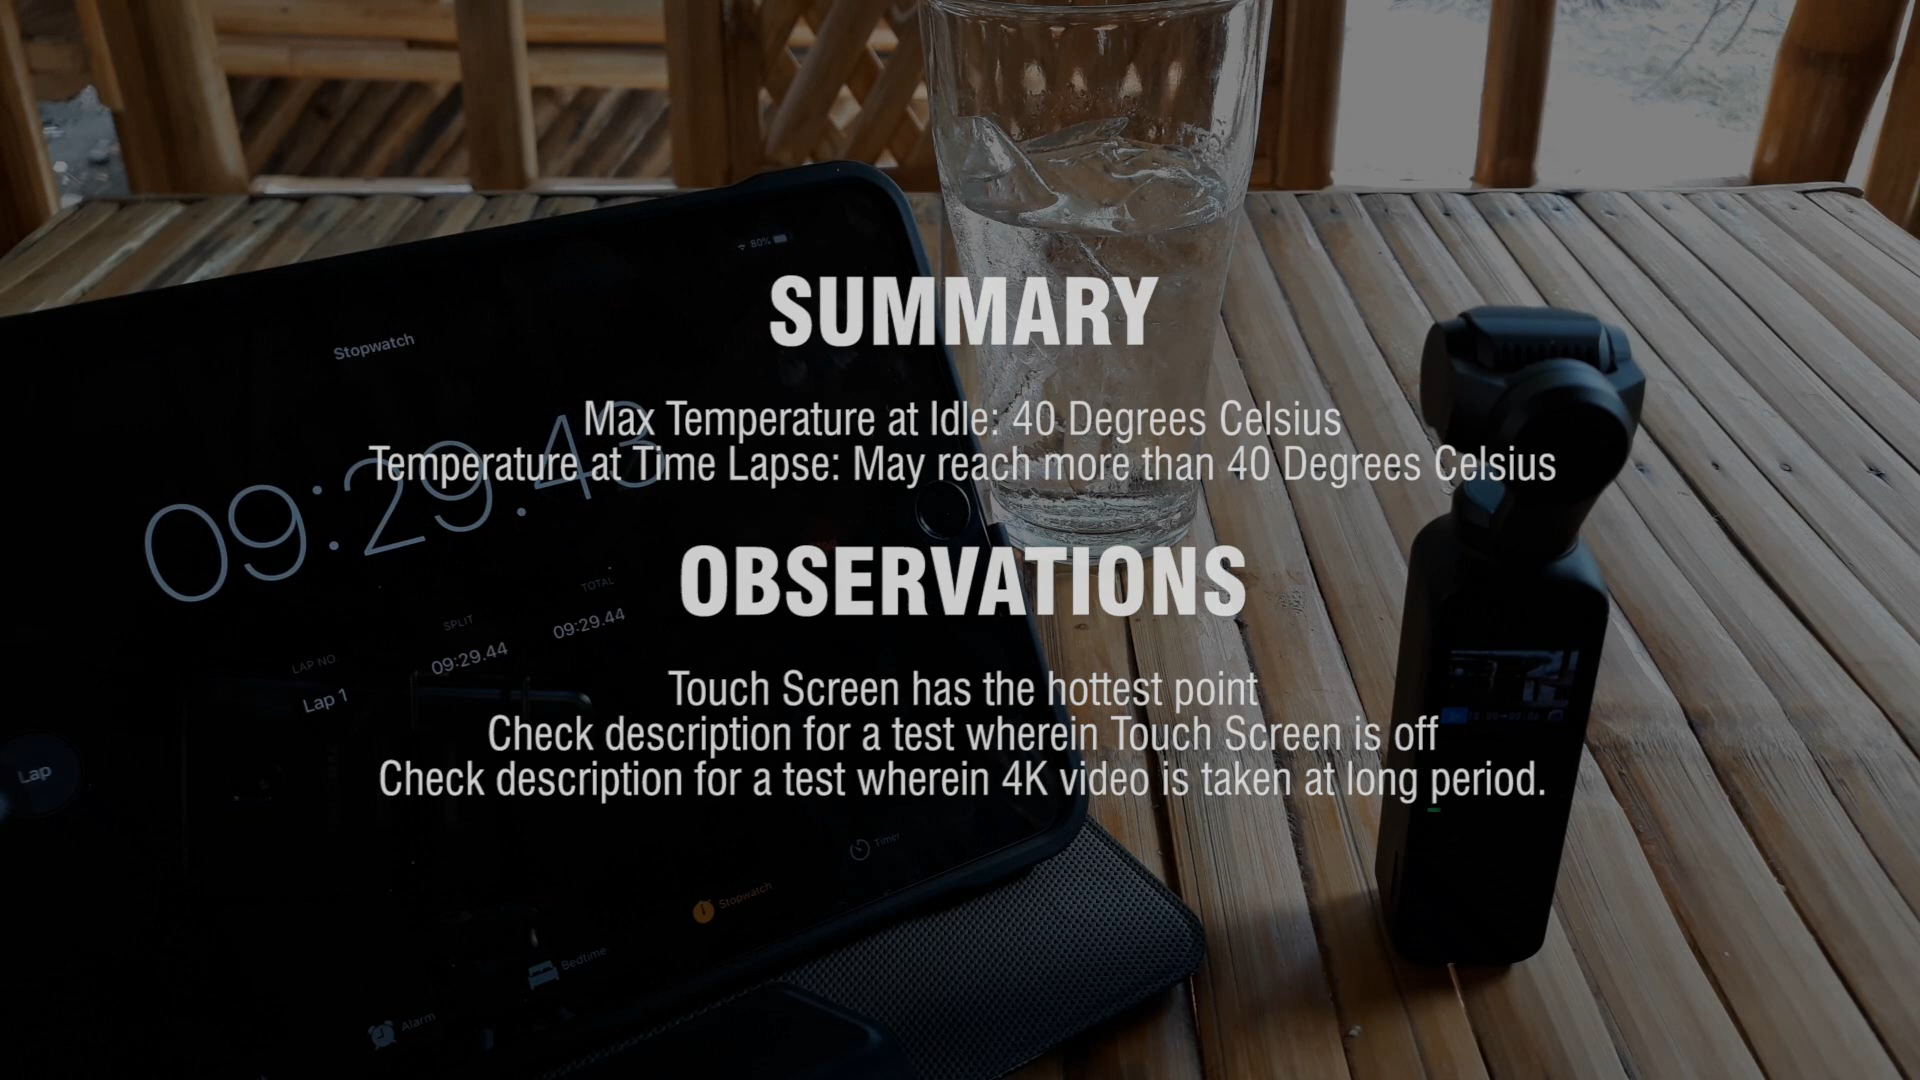 80%
SUMMARY
Stopwatch
Max Temperature at Idle: 40 Degrees Celsius
Temperature at Time Lapse: May reach more than 40 Degrees Celsius
09:29.43
OBSERVATIONS
LAP NO. SPLIT TOTAL
Lap 1 09:29.44 09:29.44
Touch Screen has the hottest point
Check description for a test wherein Touch Screen is off
Check description for a test wherein 4K video is taken at long period.
Lap
Alarm Bedtime Stopwatch Timer